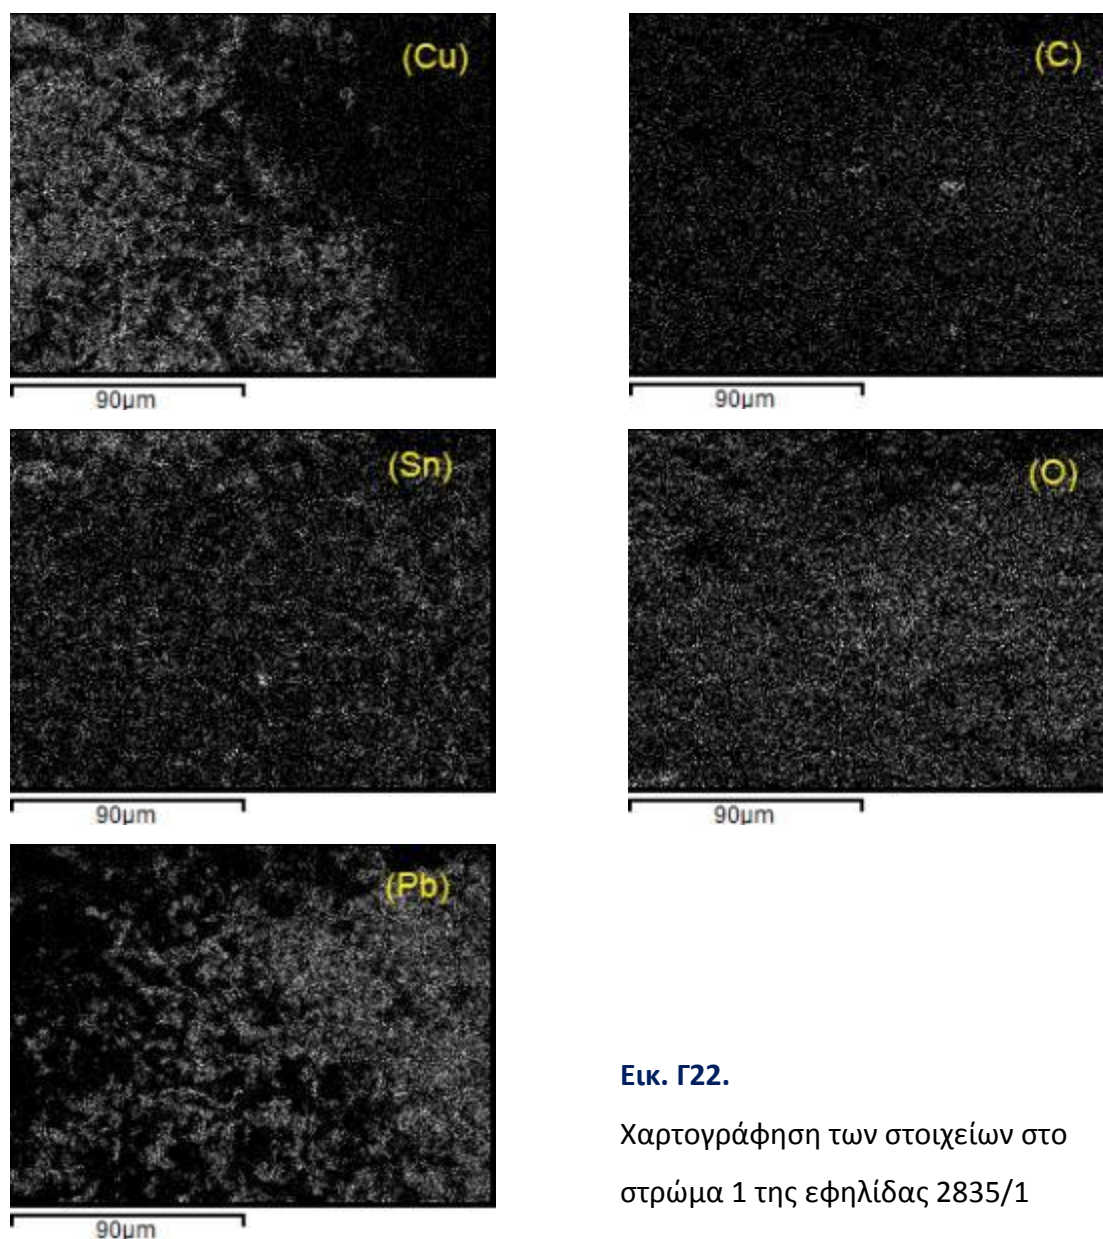 (Cu)
90μm
(C)
90μm
(Sn)
90μm
(O)
90μm
(Pb)
90μm
Εικ. Γ22.
Χαρτογράφηση των στοιχείων στο
στρώμα 1 της εφηλίδας 2835/1